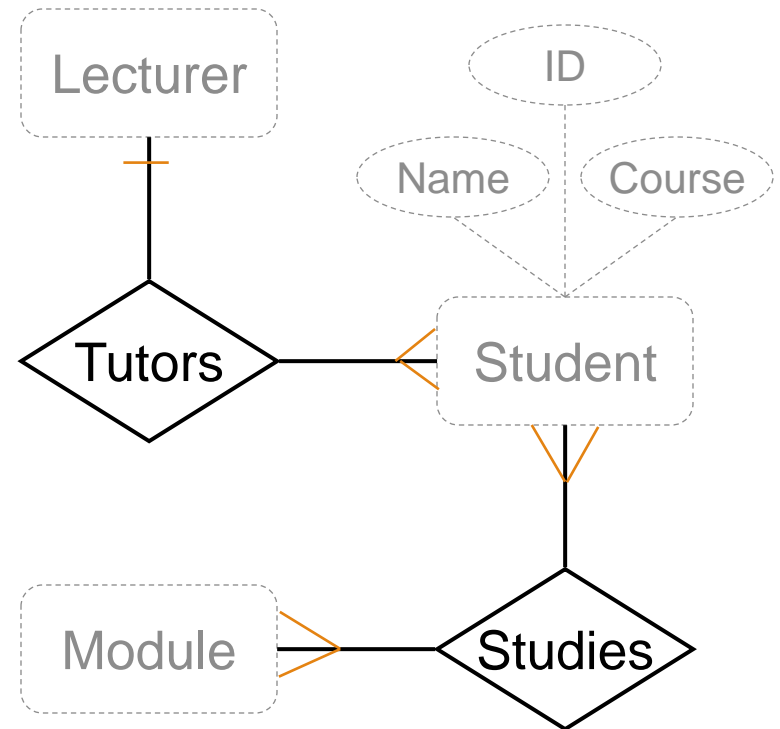 Lecturer
ID
Name
Course
Tutors
Student
Module
Studies